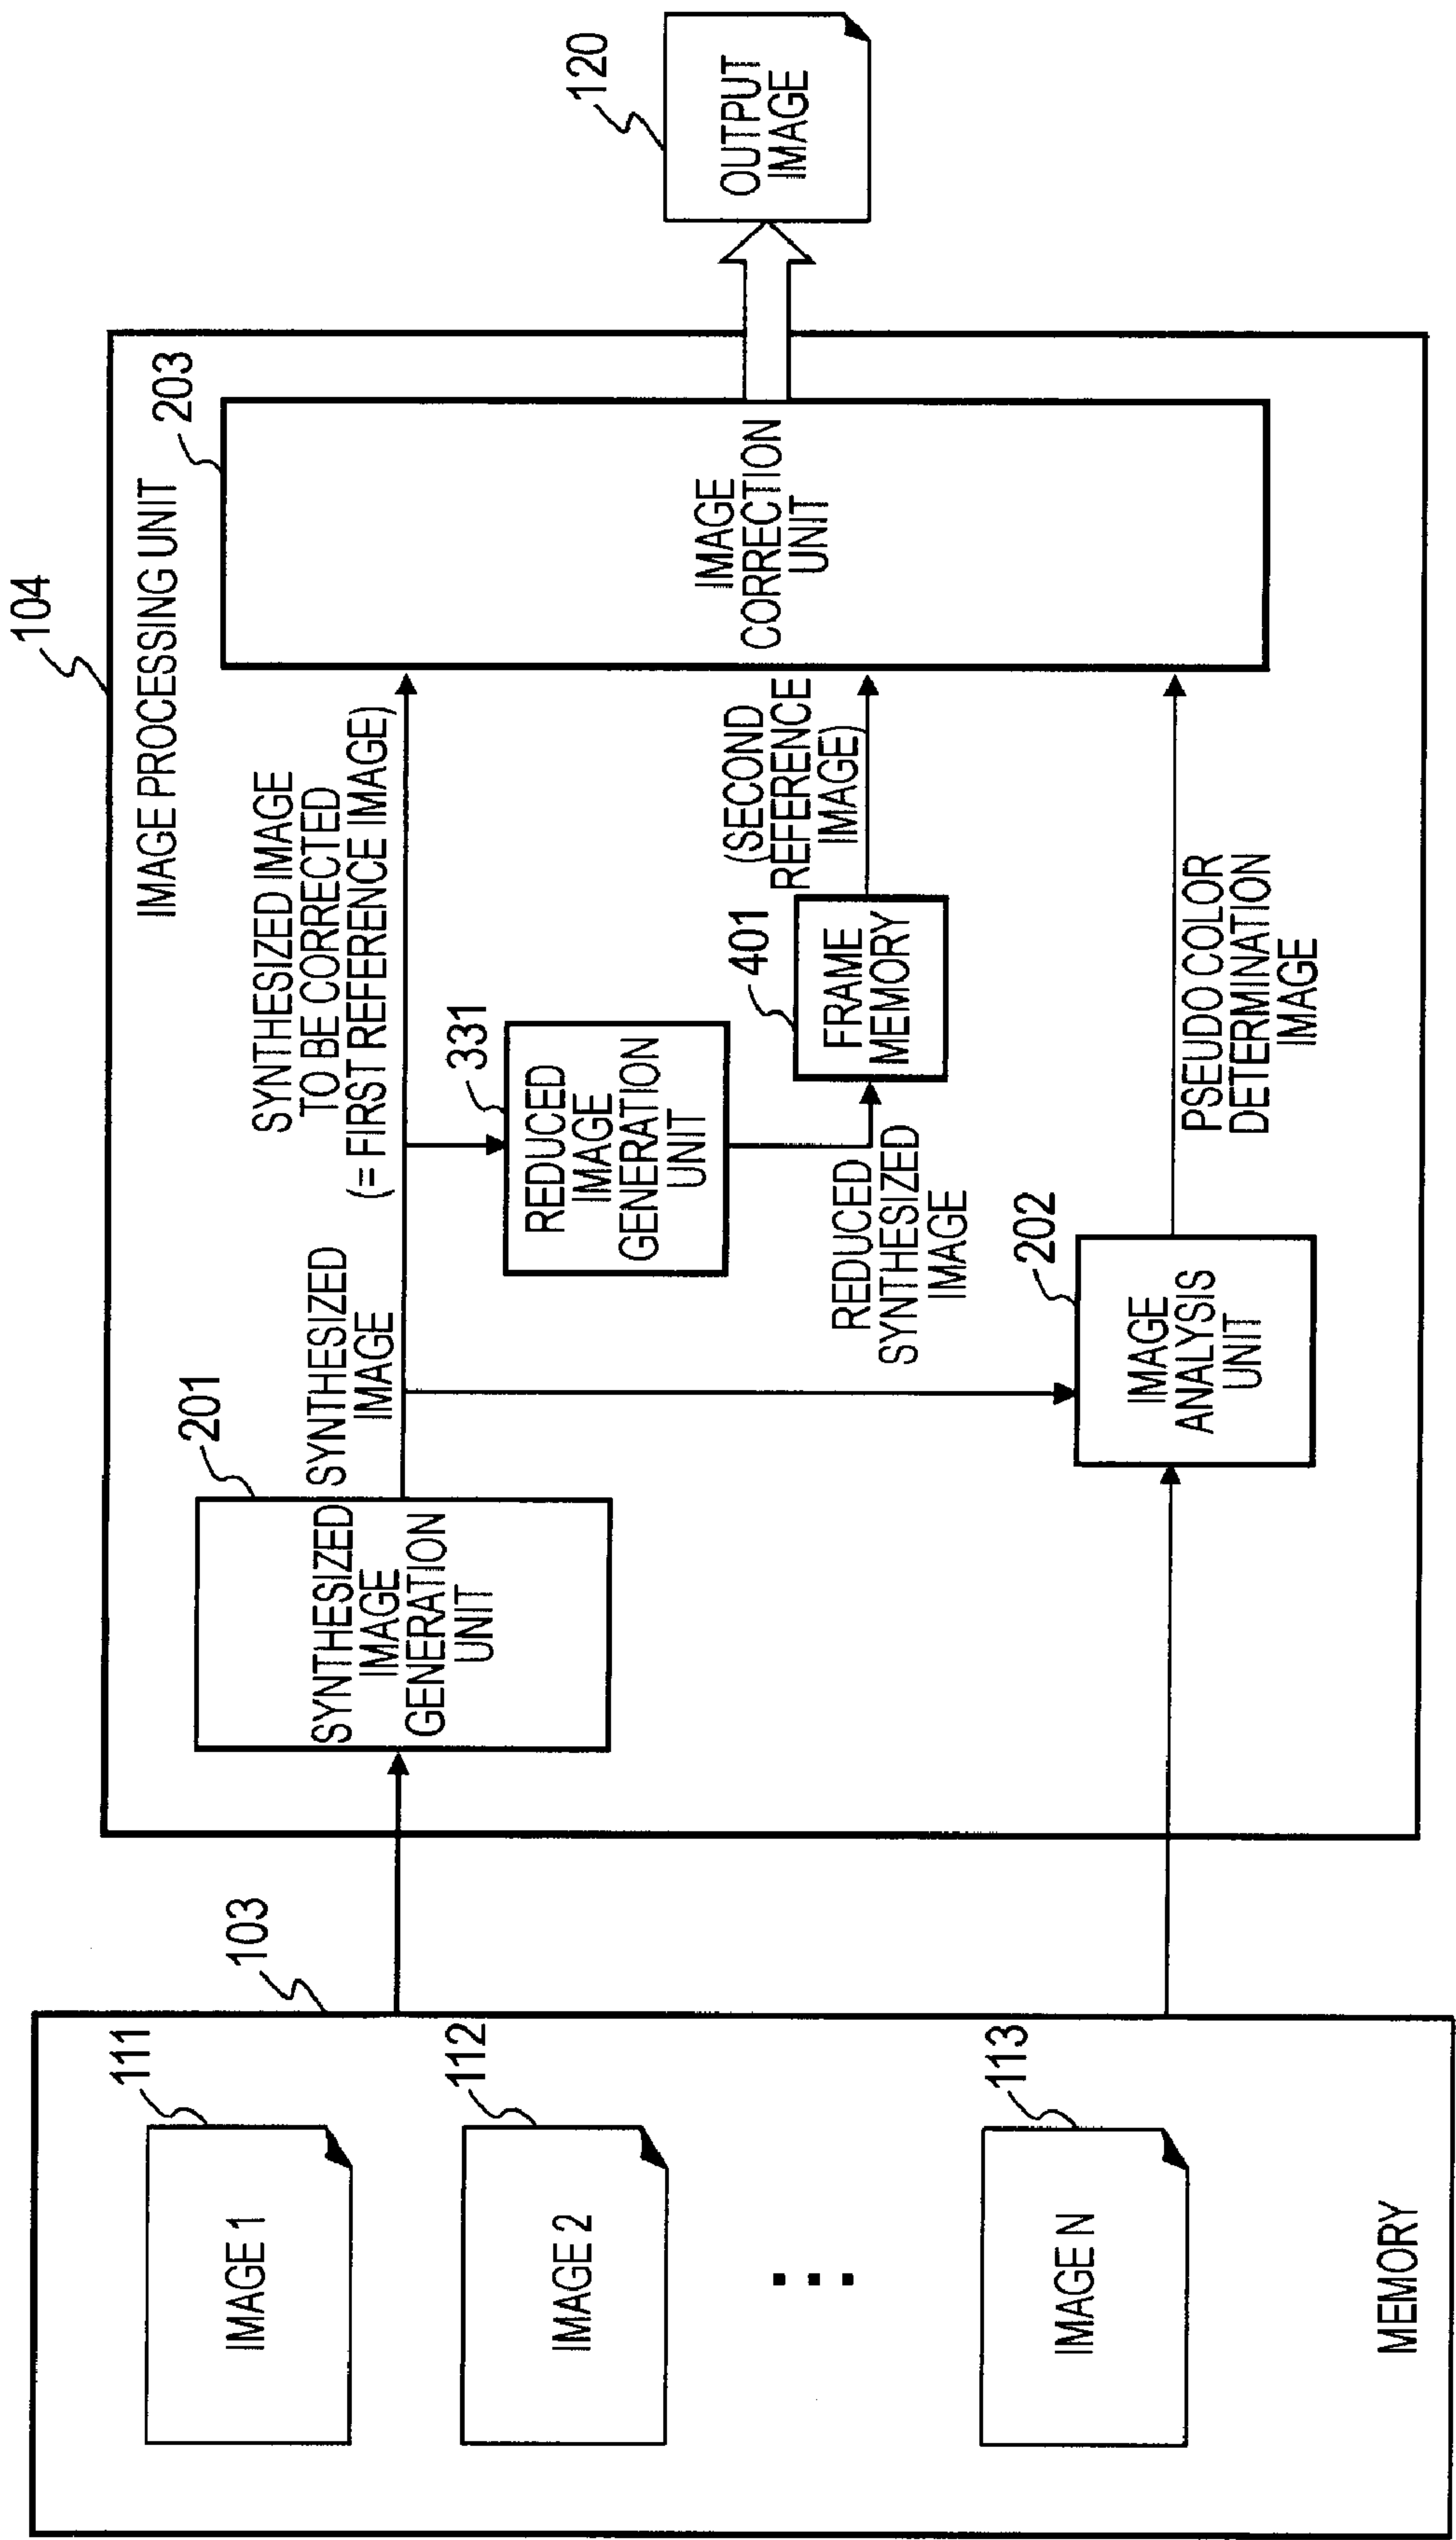 103
111
IMAGE 1
112
IMAGE 2
...
113
IMAGE N
MEMORY
104
IMAGE PROCESSING UNIT
201
SYNTHESIZED
IMAGE
GENERATION
UNIT
SYNTHESIZED
IMAGE
SYNTHESIZED IMAGE
TO BE CORRECTED
(= FIRST REFERENCE IMAGE)
331
REDUCED
IMAGE
GENERATION
UNIT
REDUCED
SYNTHESIZED
IMAGE
401
FRAME
MEMORY
(SECOND
REFERENCE
IMAGE)
202
IMAGE
ANALYSIS
UNIT
PSEUDO COLOR
DETERMINATION
IMAGE
203
IMAGE
CORRECTION
UNIT
120
OUTPUT
IMAGE